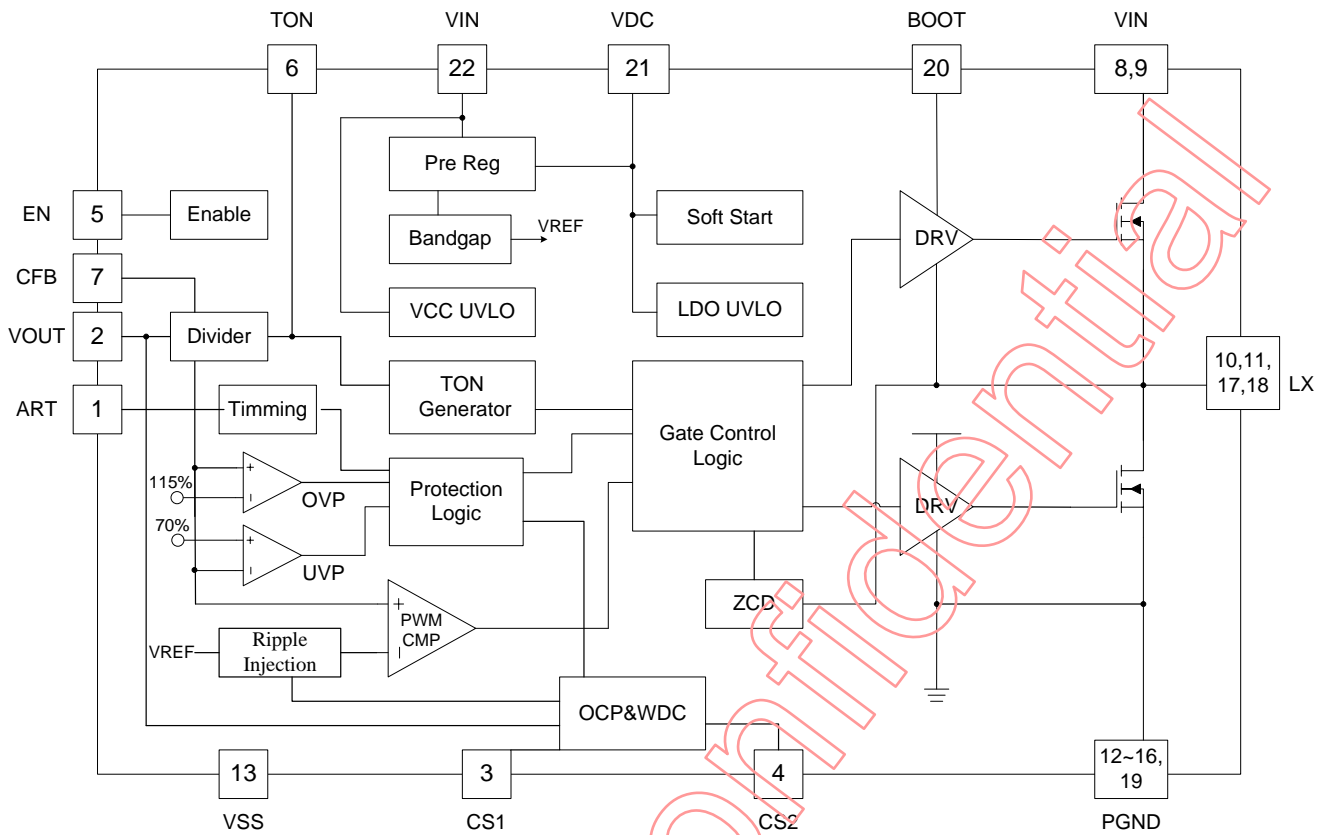 TON VIN VDC BOOT VIN
6 22 21 20 8,9
Pre Reg
EN 5 Enable
Soft Start
Bandgap VREF
DRV
CFB 7
VCC UVLO
LDO UVLO
VOUT 2 Divider
10,11,
17,18
LX
TON
Generator
ART 1 Timming
Gate Control
Logic
115%
+
-
OVP
Protection
Logic
DRV
70%
+
-
UVP
ZCD
+
PWM
CMP
-
VREF
Ripple
Injection
OCP&WDC
13 3 4
12~16,
19
VSS CS1 CS2 PGND
onfidential